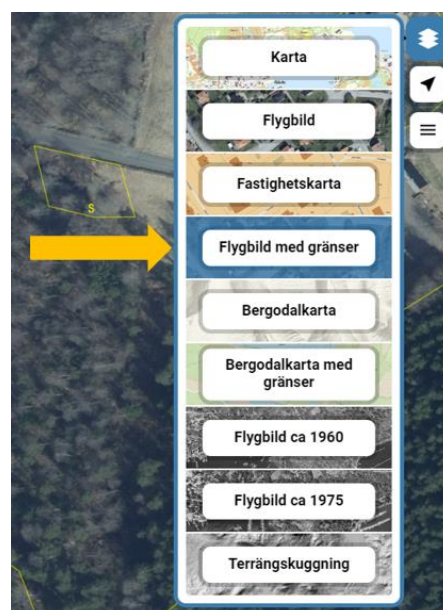 Karta
Flygbild
Fastighetskarta
S
Flygbild med gränser
Bergodalkarta
Bergodalkarta med
gränser
Flygbild ca 1960
Flygbild ca 1975
Terrängskuggning